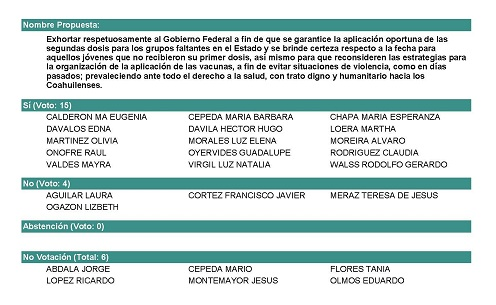 Nombre Propuesta:
Exhortar respetuosamente al Gobierno Federal a fin de que se garantice la aplicación oportuna de las
segundas dosis para los grupos faltantes en el Estado y se brinde certeza respecto a la fecha para
aquellos jóvenes que no recibieron su primer dosis, así mismo para que reconsideren las estrategias para
la organización de la aplicación de las vacunas, a fin de evitar situaciones de violencia, como en días
pasados; prevaleciendo ante todo el derecho a la salud, con trato digno y humanitario hacia los
Coahuilenses.
Sí (Voto: 15)
CALDERON MA EUGENIA CEPEDA MARIA BARBARA CHAPA MARIA ESPERANZA
DAVALOS EDNA DAVILA HECTOR HUGO LOERA MARTHA
MARTINEZ OLIVIA MORALES LUZ ELENA MOREIRA ALVARO
ONOFRE RAUL OYERVIDES GUADALUPE RODRIGUEZ CLAUDIA
VALDES MAYRA VIRGIL LUZ NATALIA WALSS RODOLFO GERARDO
No (Voto: 4)
AGUILAR LAURA CORTEZ FRANCISCO JAVIER MERAZ TERESA DE JESUS
OGAZON LIZBETH
Abstención (Voto: 0)
No Votación (Total: 6)
ABDALA JORGE CEPEDA MARIO FLORES TANIA
LOPEZ RICARDO MONTEMAYOR JESUS OLMOS EDUARDO